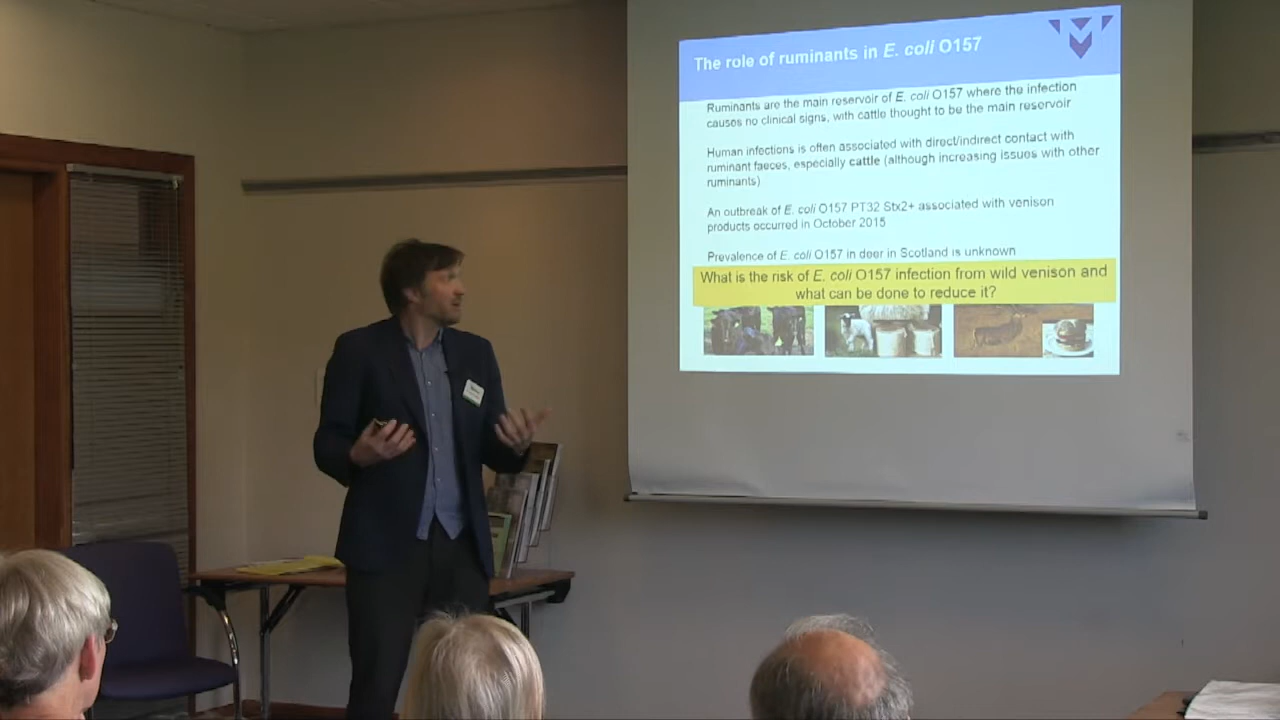 The role of ruminants in E. coli O157
Ruminants are the main reservoir of E. coli O157 where the infection
causes no clinical signs, with cattle thought to be the main reservoir
Human infections is often associated with direct/indirect contact with
ruminant faeces, especially cattle (although increasing issues with other
ruminants)
An outbreak of E. coli O157 PT32 Stx2+ associated with venison
products occurred in October 2015
Prevalence of E. coli O157 in deer in Scotland is unknown
What is the risk of E. coli O157 infection from wild venison and
what can be done to reduce it?